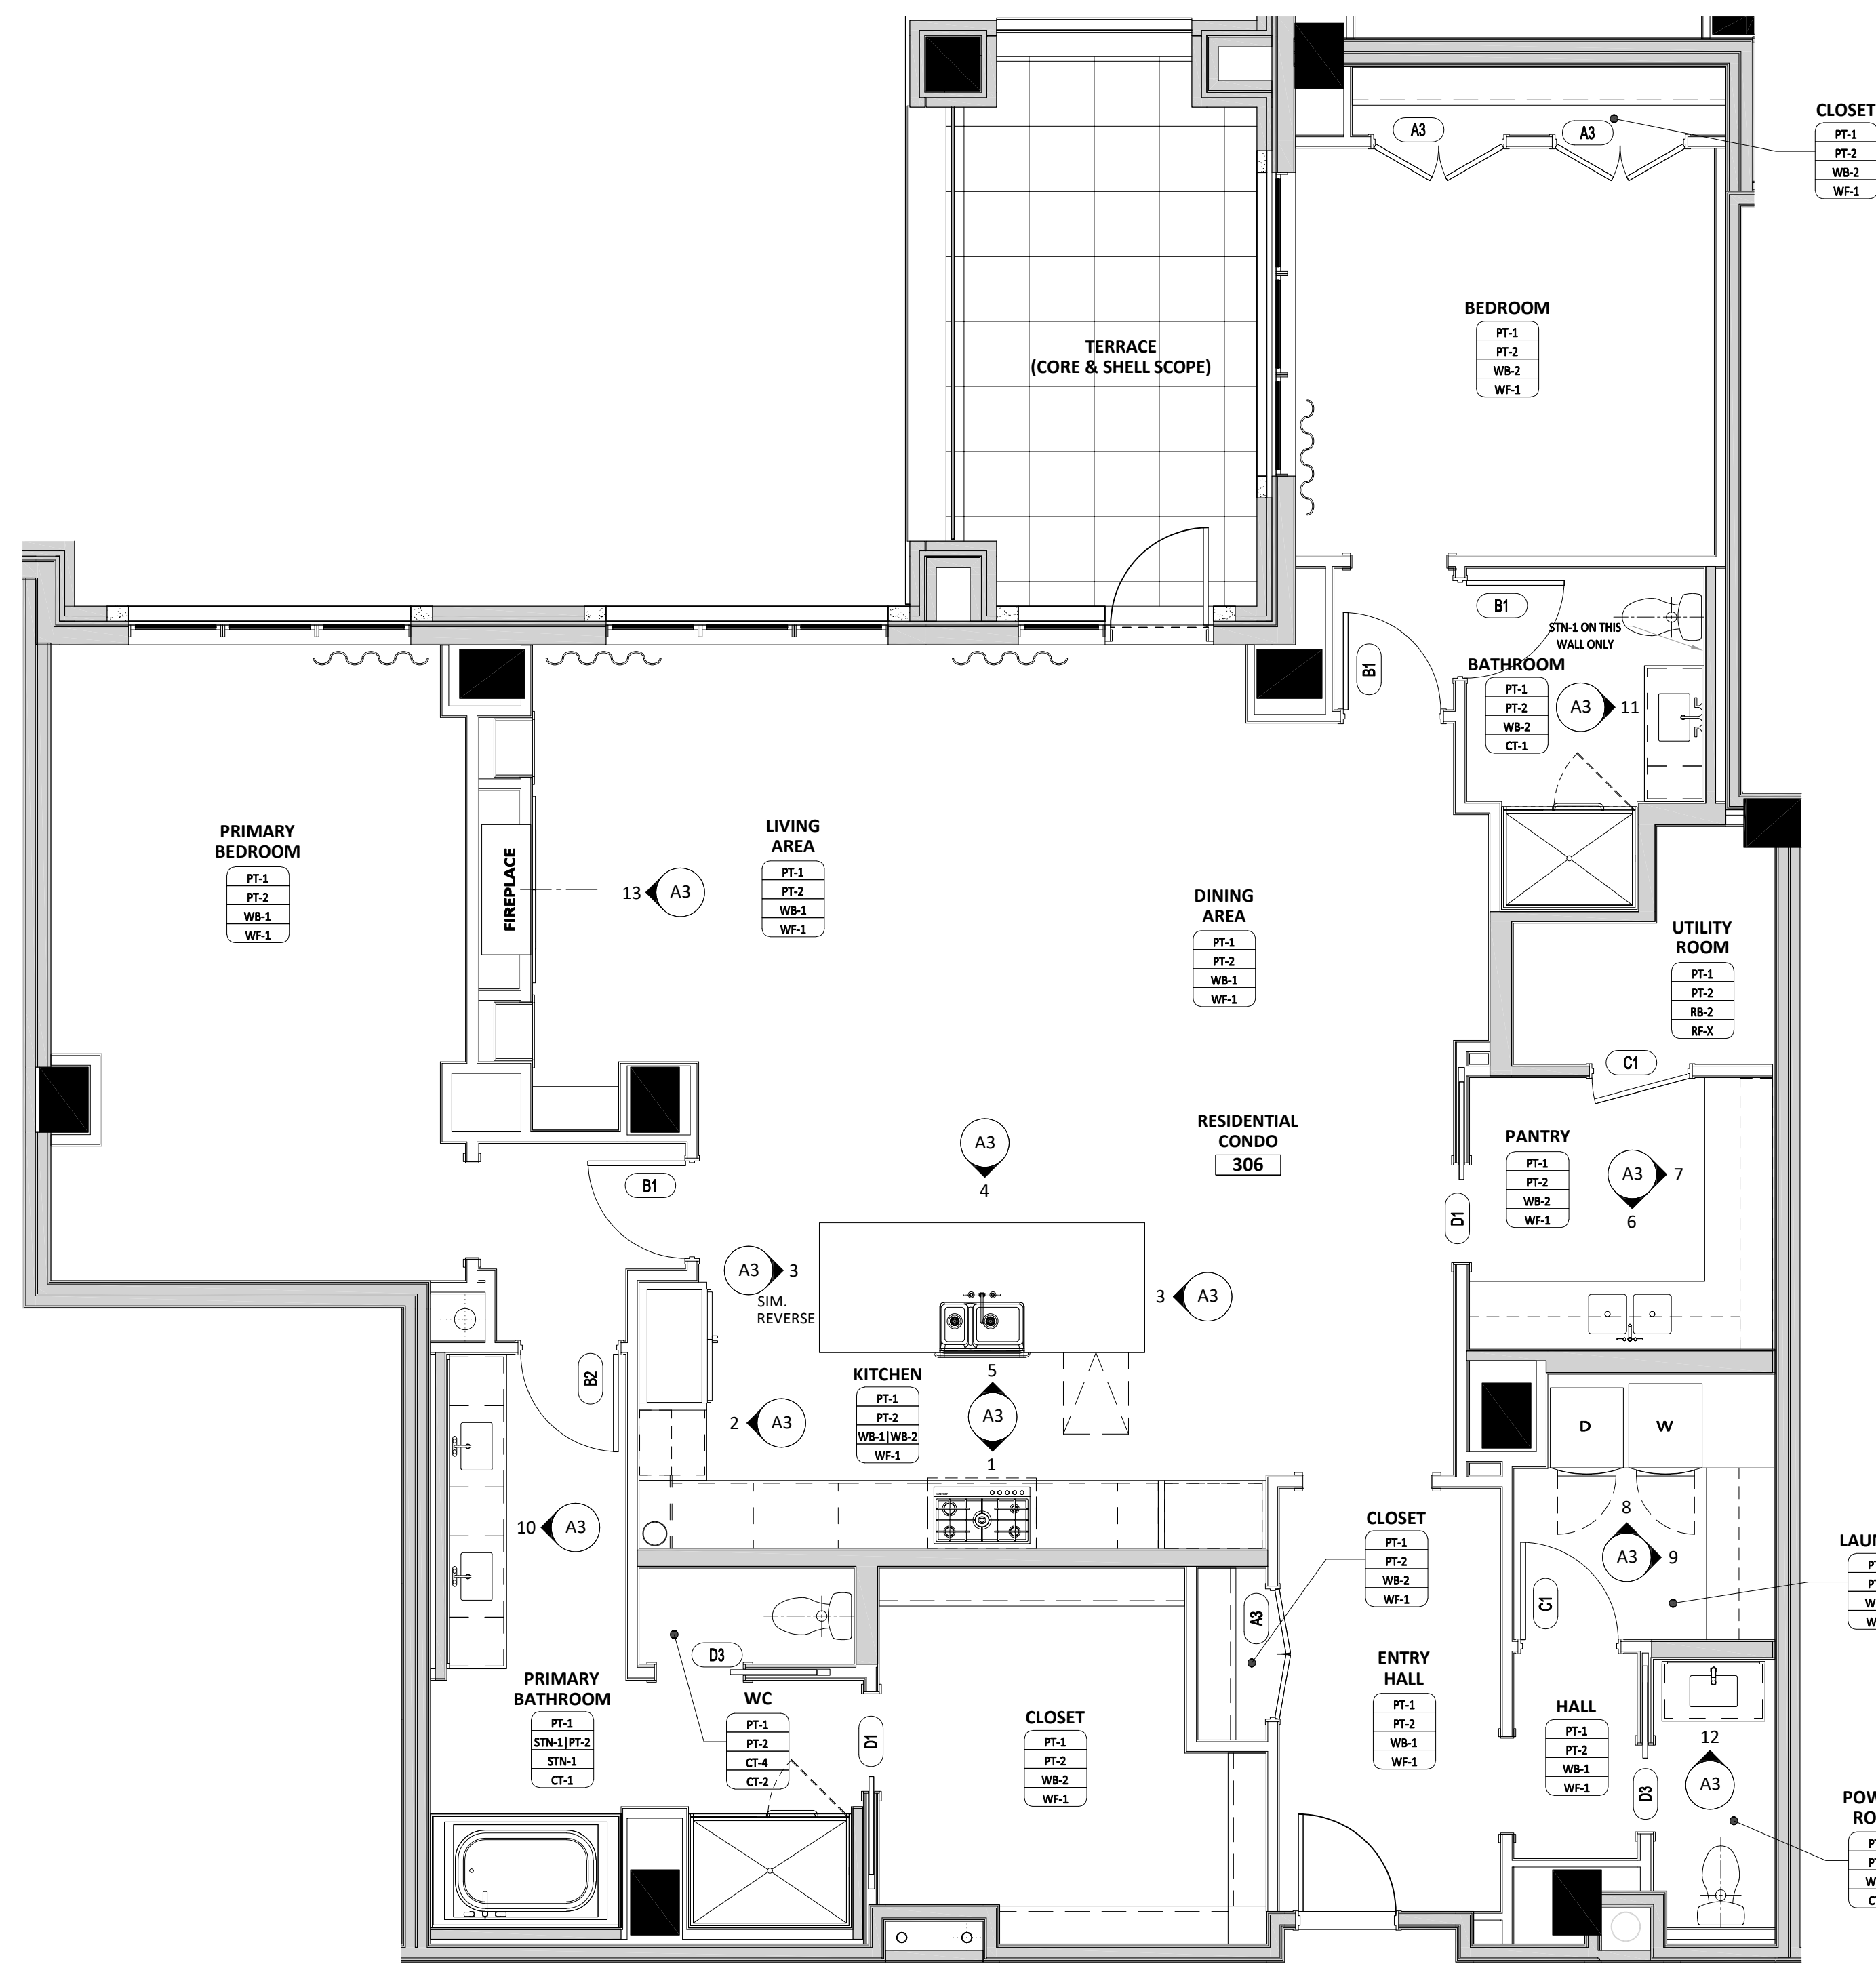 CLOSET
PT-1
PT-2
WB-2
WF-1
A3
A3
BEDROOM
PT-1
PT-2
WB-2
WF-1
TERRACE
(CORE & SHELL SCOPE)
B1
STN-1 ON THIS
WALL ONLY
B1
BATHROOM
PT-1
PT-2
WB-2
CT-1
A3
11
PRIMARY
BEDROOM
PT-1
PT-2
WB-1
WF-1
FIREPLACE
13
A3
LIVING
AREA
PT-1
PT-2
WB-1
WF-1
DINING
AREA
PT-1
PT-2
WB-1
WF-1
UTILITY
ROOM
PT-1
PT-2
RB-2
RF-X
C1
RESIDENTIAL
CONDO
306
PANTRY
PT-1
PT-2
WB-2
WF-1
A3
7
6
D1
A3
4
B1
A3
3
SIM.
REVERSE
3
A3
B2
2
A3
KITCHEN
PT-1
PT-2
WB-1|WB-2
WF-1
5
A3
1
D
W
10
A3
8
A3
9
C1
LAUN
CLOSET
PT-1
PT-2
WB-2
WF-1
A3
D3
PRIMARY
BATHROOM
PT-1
STN-1|PT-2
STN-1
CT-1
WC
PT-1
PT-2
CT-4
CT-2
D1
CLOSET
PT-1
PT-2
WB-2
WF-1
ENTRY
HALL
PT-1
PT-2
WB-1
WF-1
HALL
PT-1
PT-2
WB-1
WF-1
D3
12
A3
POW
RO